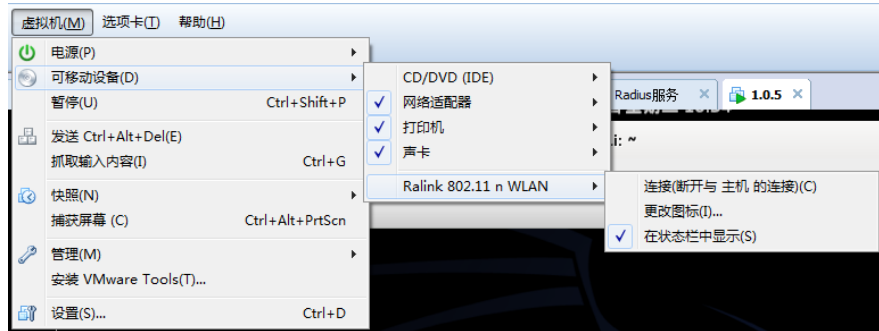 虚拟机(M) 选项卡(T) 帮助(H)
电源(P)
可移动设备(D)
暂停(U) Ctrl+Shift+P
发送 Ctrl+Alt+Del(E)
抓取输入内容(I) Ctrl+G
快照(N)
捕获屏幕 (C) Ctrl+Alt+PrtScn
管理(M)
安装 VMware Tools(T)...
设置(S)... Ctrl+D
CD/DVD (IDE)
网络适配器
打印机
声卡
Ralink 802.11 n WLAN
Radius服务 1.0.5
i: ~
连接(断开与 主机 的连接)(C)
更改图标(I)...
在状态栏中显示(S)